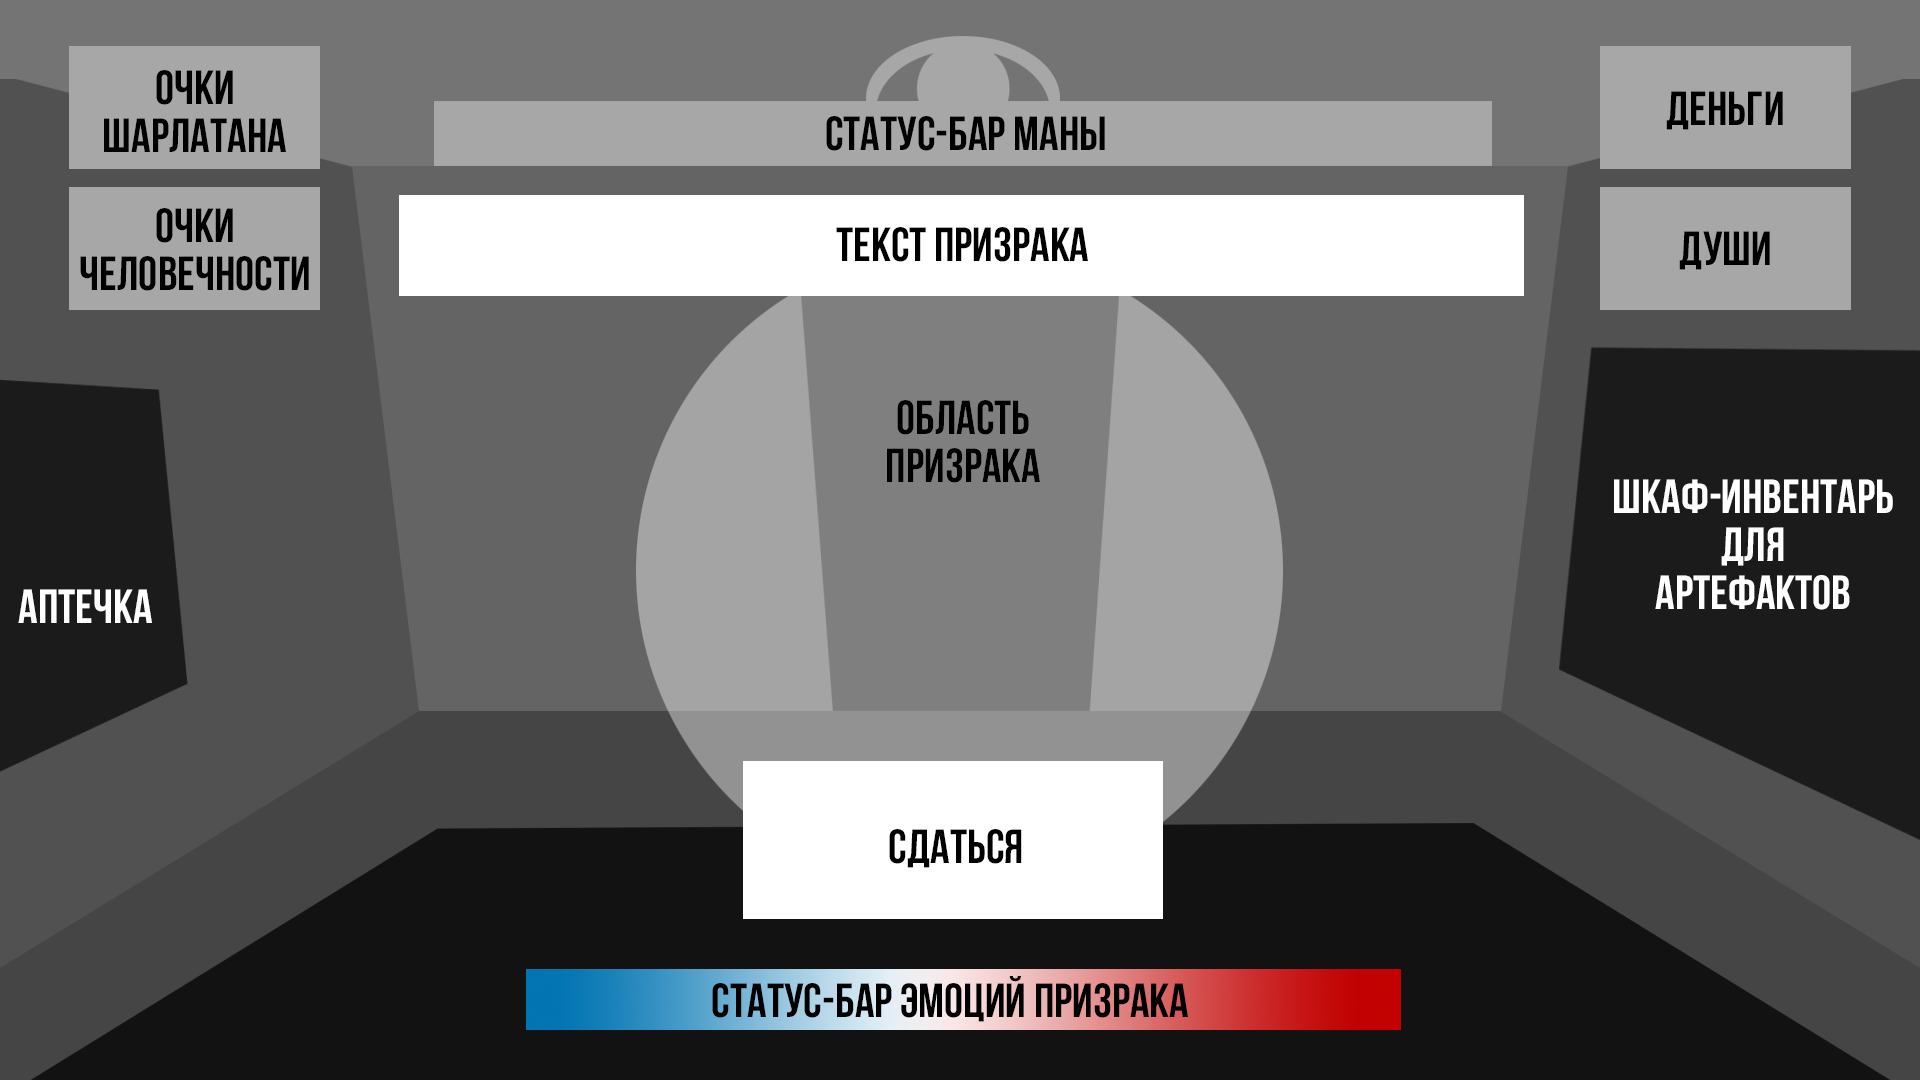 ОЧКИ
ШАРЛАТАНА
СТАТУС-БАР МАНЫ
ДЕНЬГИ
ОЧКИ
ЧЕЛОВЕЧНОСТИ
ТЕКСТ ПРИЗРАКА
ДУШИ
ОБЛАСТЬ
ПРИЗРАКА
АПТЕЧКА
ШКАФ-ИНВЕНТАРЬ
ДЛЯ
АРТЕФАКТОВ
СДАТЬСЯ
СТАТУС-БАР ЭМОЦИЙ ПРИЗРАКА